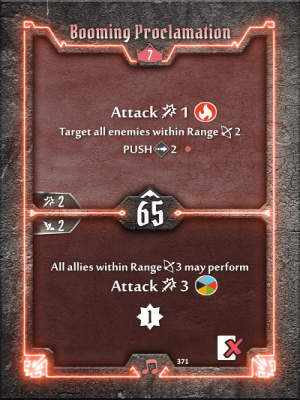 Booming Proclamation
7
Attack 1
Target all enemies within Range 2
PUSH 2
2
65
2
All allies within Range 3 may perform
Attack 3
1
371